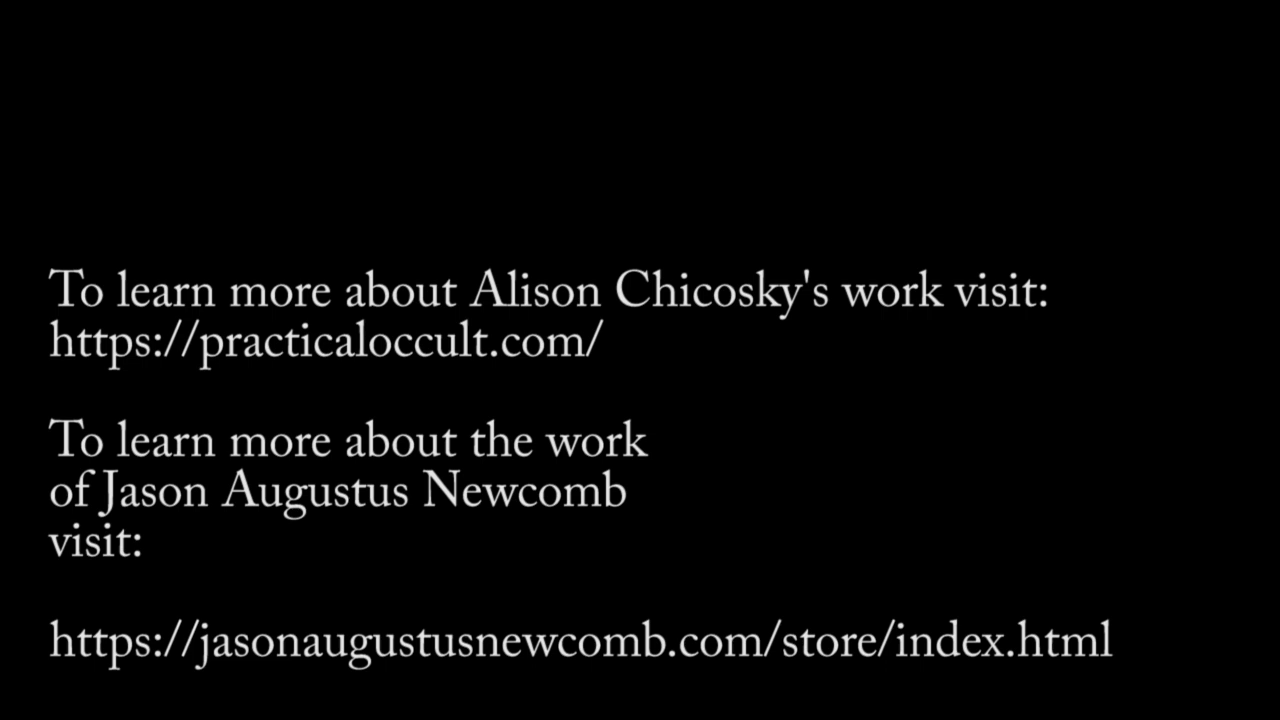 To learn more about Alison Chicosky's work visit:
https://practicaloccult.com/
To learn more about the work
of Jason Augustus Newcomb
visit:
https://jasonaugustusnewcomb.com/store/index.html